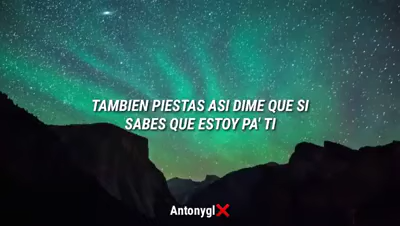 TAMBIEN PIESTAS ASI DIME QUE SI
SABES QUE ESTOY PA' TI
Antonygl❌